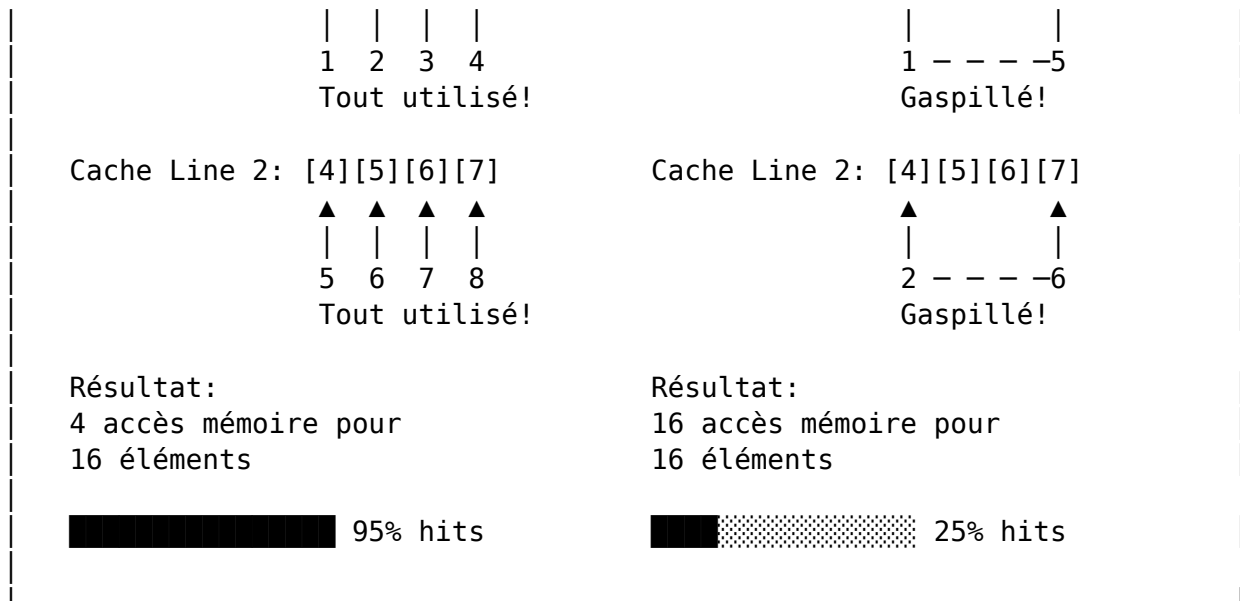 1 2 3 4
1 – – – –5
Tout utilisé!
Gaspillé!
Cache Line 2: [4][5][6][7]
Cache Line 2: [4][5][6][7]
5 6 7 8
2 – – – –6
Tout utilisé!
Gaspillé!
Résultat:
4 accès mémoire pour
16 éléments
95% hits
Résultat:
16 accès mémoire pour
16 éléments
25% hits